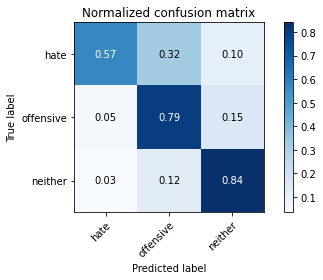 Normalized confusion matrix
True label
hate
offensive
neither
0.57 0.32 0.10
0.05 0.79 0.15
0.03 0.12 0.84
hate
offensive
neither
Predicted label
0.8
0.7
0.6
0.5
0.4
0.3
0.2
0.1